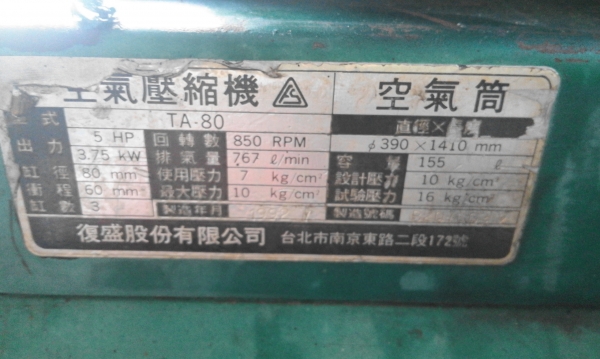 空氣壓縮機 空氣筒
型式 TA-80 直徑×
出力 5 HP 回轉數 850 RPM φ390×1410 mm
3.75 kW 排氣量 767 ℓ/min 容量 155 ℓ
缸徑 80 mm 使用壓力 7 kg/cm² 設計壓力 10 kg/cm²
衝程 60 mm 最大壓力 10 kg/cm² 試驗壓力 16 kg/cm²
缸數 3 製造年月 製造號碼
復盛股份有限公司 台北市南京東路二段172號